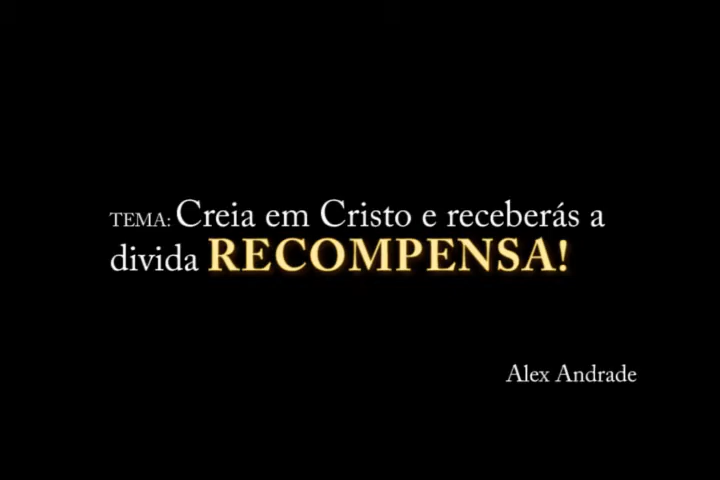 TEMA: Creia em Cristo e receberás a
divida RECOMPENSA!
Alex Andrade